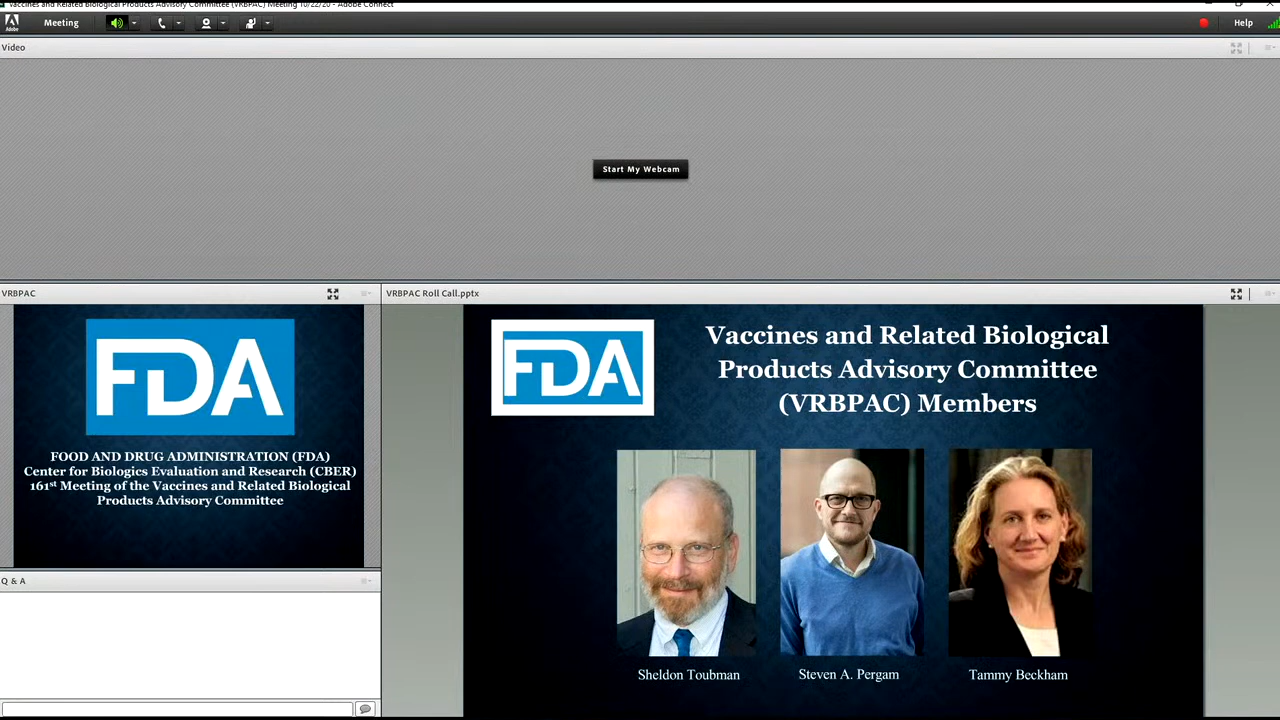 Vaccines and Related Biological Products Advisory Committee (VRBPAC) Meeting 10/22/20 - Adobe Connect
Adobe
Meeting
Help
Video
Start My Webcam
VRBPAC
FDA
FOOD AND DRUG ADMINISTRATION (FDA)
Center for Biologics Evaluation and Research (CBER)
161st Meeting of the Vaccines and Related Biological
Products Advisory Committee
Q & A
VRBPAC Roll Call.pptx
FDA
Vaccines and Related Biological
Products Advisory Committee
(VRBPAC) Members
Sheldon Toubman
Steven A. Pergam
Tammy Beckham